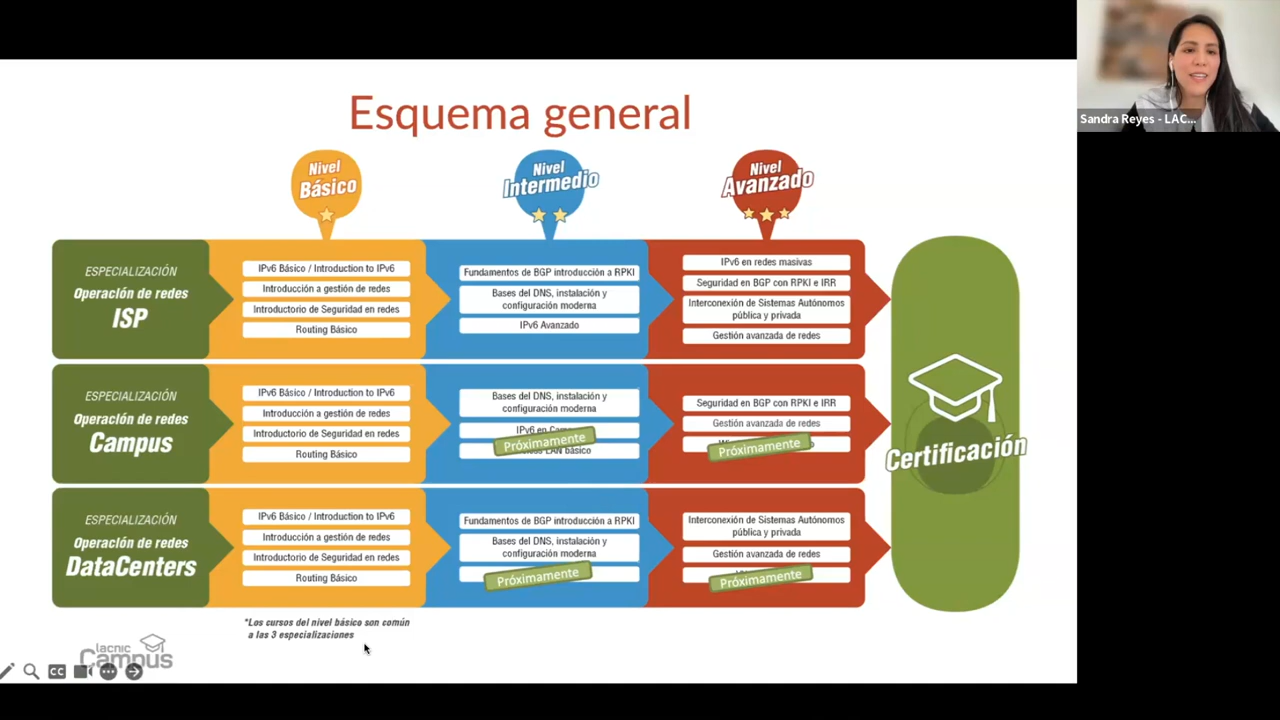 Sandra Reyes - LAC...
Esquema general
Nivel
Básico
Nivel
Intermedio
Nivel
Avanzado
ESPECIALIZACIÓN
Operación de redes
ISP
IPv6 Básico / Introduction to IPv6
Introducción a gestión de redes
Introductorio de Seguridad en redes
Routing Básico
Fundamentos de BGP introducción a RPKI
Bases del DNS, instalación y
configuración moderna
IPv6 Avanzado
IPv6 en redes masivas
Seguridad en BGP con RPKI e IRR
Interconexión de Sistemas Autónomos
pública y privada
Gestión avanzada de redes
ESPECIALIZACIÓN
Operación de redes
Campus
IPv6 Básico / Introduction to IPv6
Introducción a gestión de redes
Introductorio de Seguridad en redes
Routing Básico
Bases del DNS, instalación y
configuración moderna
IPv6 en
Próximamente
LAN básico
Seguridad en BGP con RPKI e IRR
Gestión avanzada de redes
Próximamente
Certificación
ESPECIALIZACIÓN
Operación de redes
DataCenters
IPv6 Básico / Introduction to IPv6
Introducción a gestión de redes
Introductorio de Seguridad en redes
Routing Básico
Fundamentos de BGP introducción a RPKI
Bases del DNS, instalación y
configuración moderna
Próximamente
Interconexión de Sistemas Autónomos
pública y privada
Gestión avanzada de redes
Próximamente
*Los cursos del nivel básico son común
a las 3 especializaciones
lacnic
Campus
CC